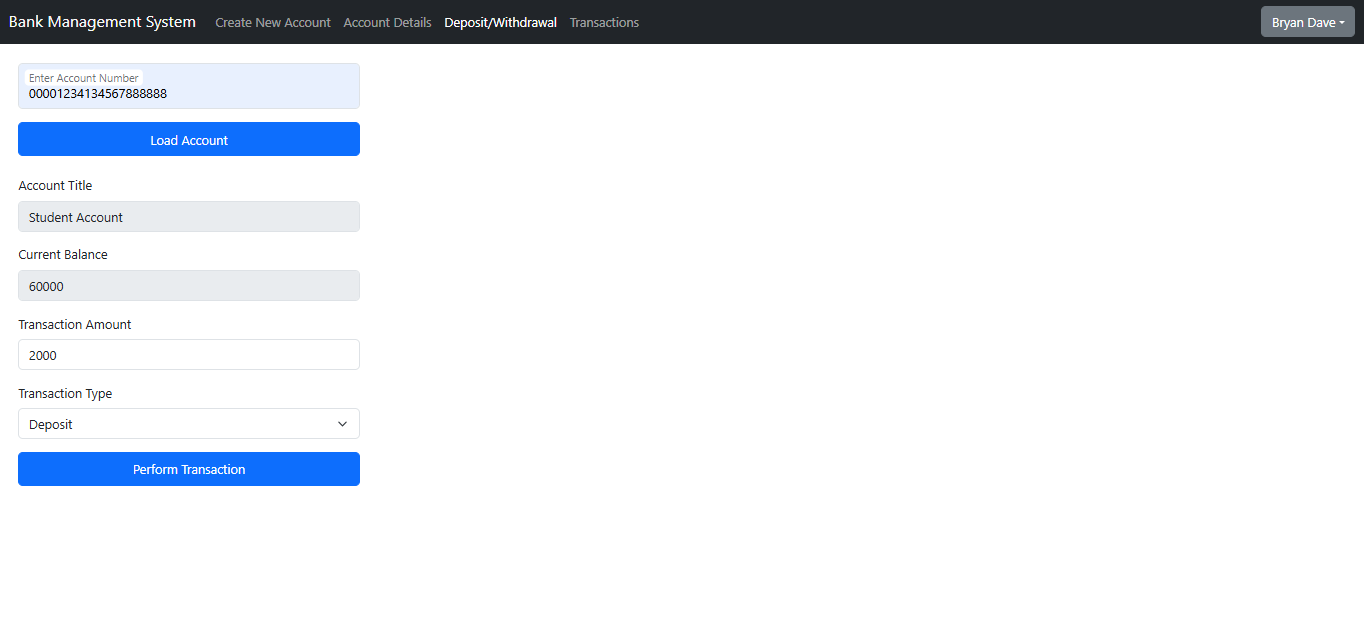 Bank Management System Create New Account Account Details Deposit/Withdrawal Transactions Bryan Dave
Enter Account Number
00001234134567888888
Load Account
Account Title
Student Account
Current Balance
60000
Transaction Amount
2000
Transaction Type
Deposit
Perform Transaction